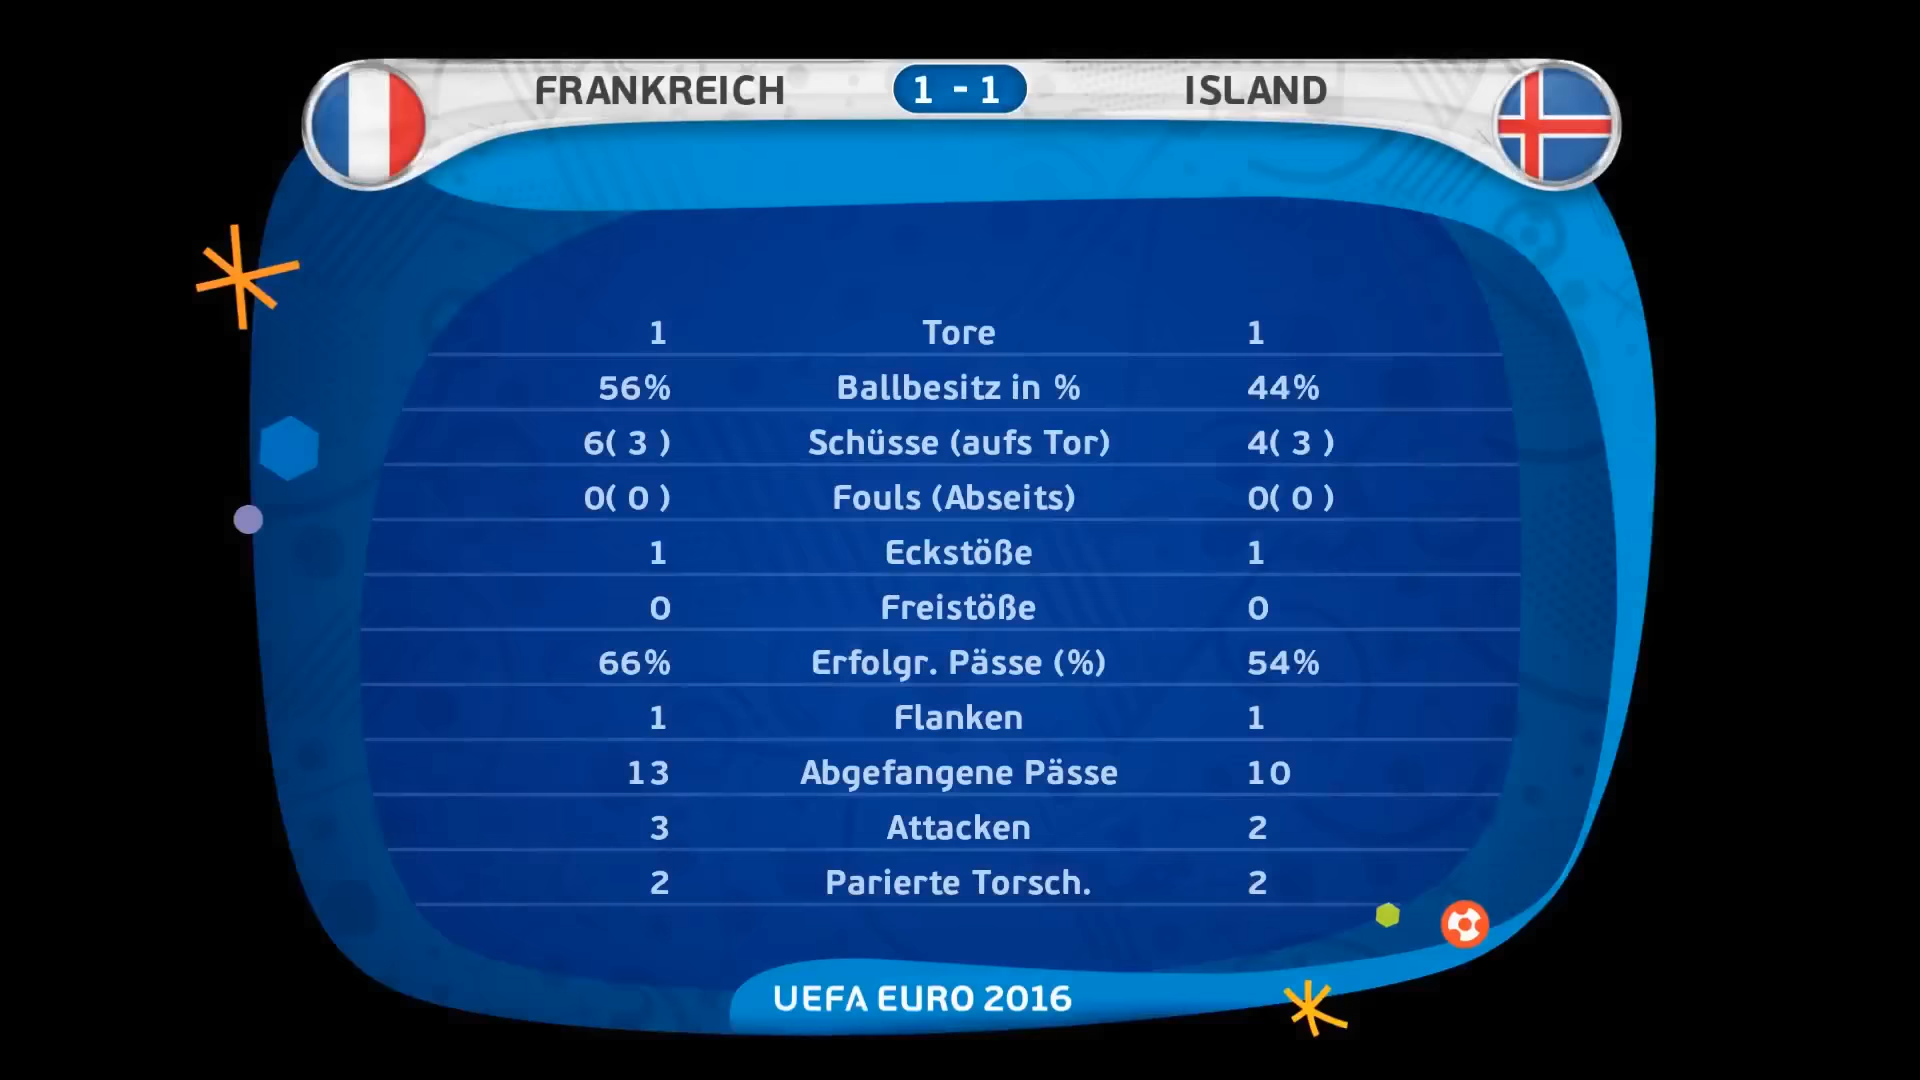 FRANKREICH 1 - 1 ISLAND
1 Tore 1
56% Ballbesitz in % 44%
6( 3 ) Schüsse (aufs Tor) 4( 3 )
0( 0 ) Fouls (Abseits) 0( 0 )
1 Eckstöße 1
0 Freistöße 0
66% Erfolgr. Pässe (%) 54%
1 Flanken 1
13 Abgefangene Pässe 10
3 Attacken 2
2 Parierte Torsch. 2
UEFA EURO 2016